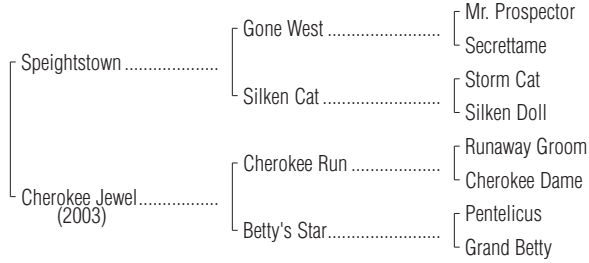 Mr. Prospector
Gone West
Secrettame
Speightstown
Storm Cat
Silken Cat
Silken Doll
Runaway Groom
Cherokee Run
Cherokee Dame
Cherokee Jewel
(2003)
Pentelicus
Betty's Star
Grand Betty